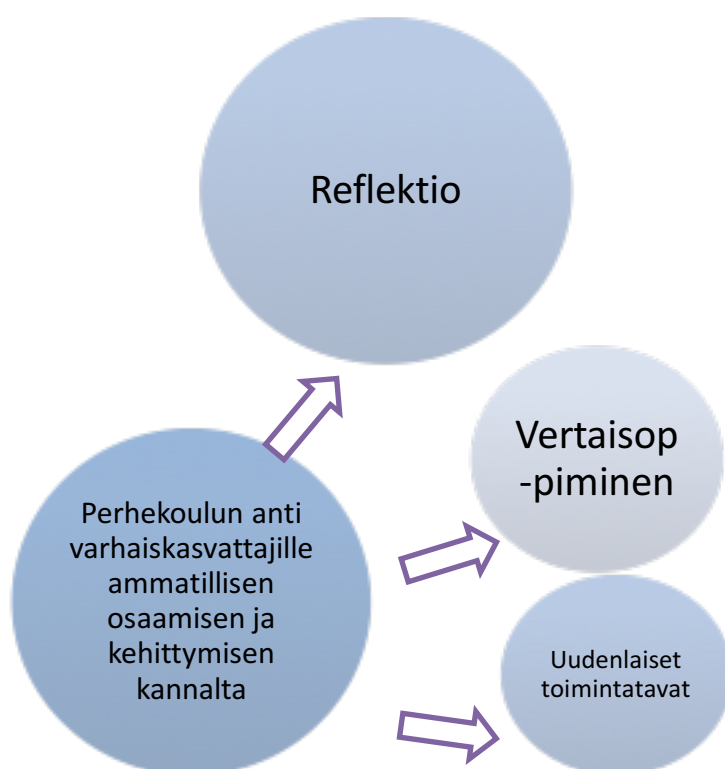 Reflektio
Vertaisop
-piminen
Perhekoulun anti
varhaiskasvattajille
ammatillisen
osaamisen ja
kehittymisen
kannalta
Uudenlaiset
toimintatavat